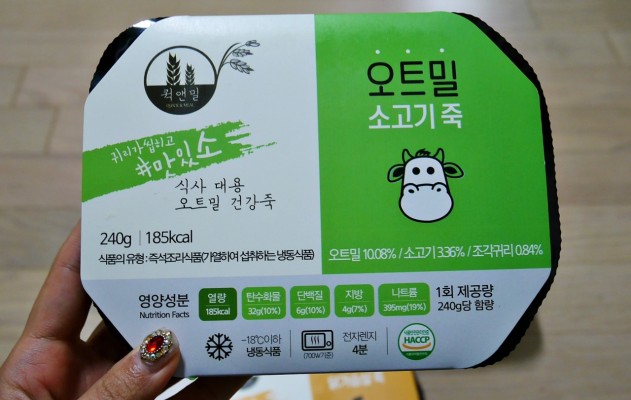 퀵앤밀
QUICK & MEAL
귀리가 씹히고
#맛있소
식사 대용
오트밀 건강죽
240g | 185kcal
식품의 유형 : 즉석조리식품(가열하여 섭취하는 냉동식품)
오트밀
소고기 죽
오트밀 10.08% / 소고기 3.36% / 조각귀리 0.84%
영양성분
Nutrition Facts
열량
185kcal
탄수화물
32g(10%)
단백질
6g(10%)
지방
4g(7%)
나트륨
395mg(19%)
1회 제공량
240g당 함량
-18℃이하
냉동식품
(700W기준)
전자렌지
4분
HACCP